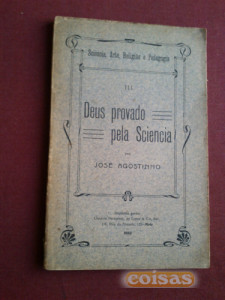 Sciencia, Arte, Religião e Pedagogia
III
Deus provado
pela Sciencia
POR
JOSÉ AGOSTINHO
coisas